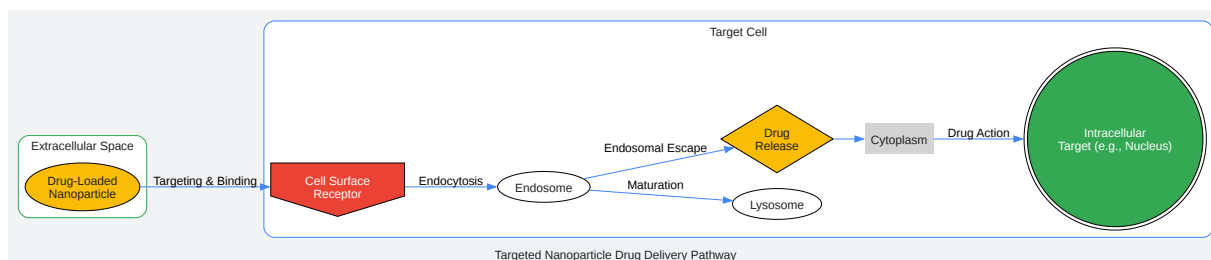 Target Cell
Extracellular Space
Drug-Loaded
Nanoparticle
Targeting & Binding
Cell Surface
Receptor
Endocytosis
Endosome
Endosomal Escape
Maturation
Drug
Release
Lysosome
Cytoplasm
Drug Action
Intracellular
Target (e.g., Nucleus)
Targeted Nanoparticle Drug Delivery Pathway